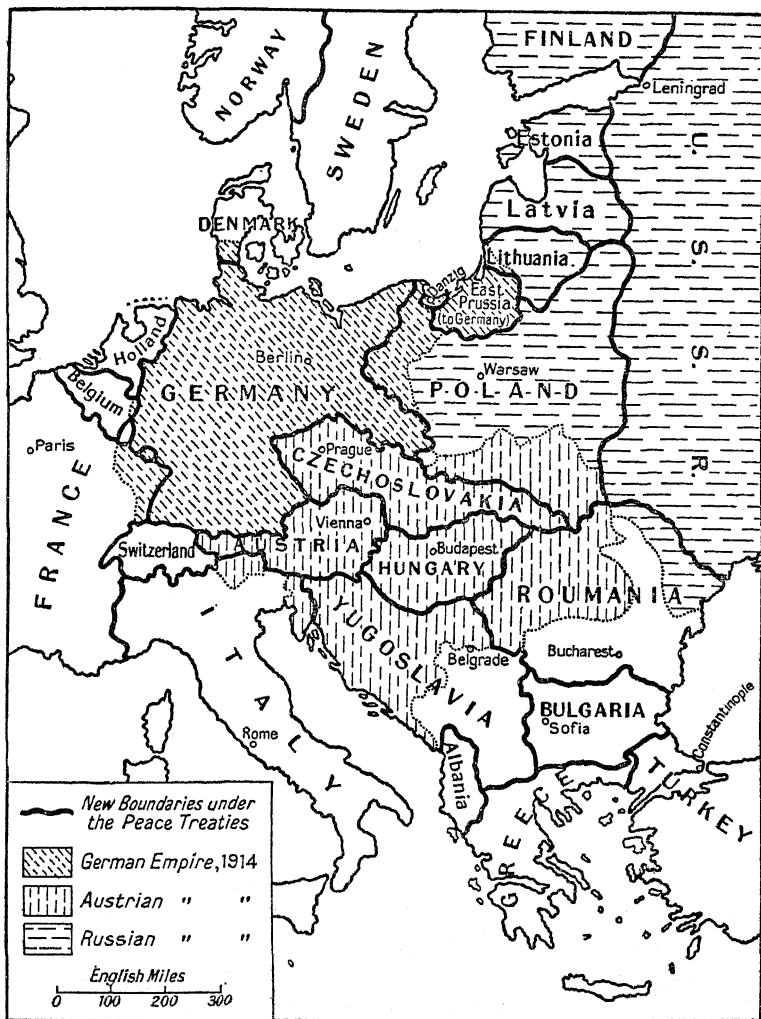 FINLAND
NORWAY
SWEDEN
Leningrad
Estonia
U. S. S. R.
Latvia
DENMARK
Lithuania
Danzig
East
Prussia
(to Germany)
Holland
Berlin
GERMANY
Warsaw
P·O·L·A·N·D
Belgium
Paris
Prague
CZECHOSLOVAKIA
FRANCE
Vienna
AUSTRIA
Switzerland
Budapest
HUNGARY
ROUMANIA
ITALY
YUGOSLAVIA
Belgrade
Bucharest
BULGARIA
Sofia
Constantinople
Rome
Albania
TURKEY
GREECE
New Boundaries under
the Peace Treaties
German Empire, 1914
Austrian " "
Russian " "
English Miles
0 100 200 300